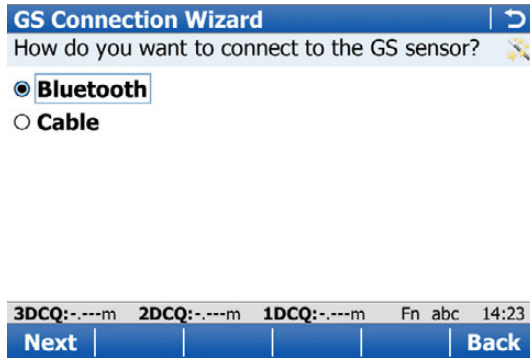 GS Connection Wizard
How do you want to connect to the GS sensor?
Bluetooth
Cable
3DCQ:-.---m 2DCQ:-.---m 1DCQ:-.---m Fn abc 14:23
Next Back